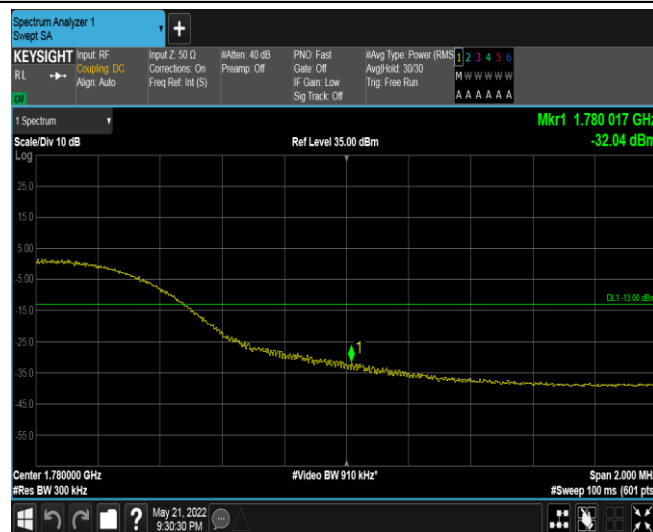 Spectrum Analyzer 1
Swept SA
+
KEYSIGHT
RL
Input: RF
Coupling: DC
Align: Auto
Input Z: 50 Ω
Corrections: On
Freq Ref: Int (S)
#Atten: 40 dB
Preamp: Off
PNO: Fast
Gate: Off
IF Gain: Low
Sig Track: Off
#Avg Type: Power (RMS
Avg|Hold: 30/30
Trig: Free Run
1 2 3 4 5 6
M W W W W W
A A A A A A
1 Spectrum
Mkr1 1.780 017 GHz
-32.04 dBm
Scale/Div 10 dB
Ref Level 35.00 dBm
Log
25.0
15.0
5.00
-5.00
-15.0
-25.0
-35.0
-45.0
-55.0
DL1 -13.00 dBm
1
Center 1.780000 GHz
#Video BW 910 kHz*
Span 2.000 MHz
#Res BW 300 kHz
#Sweep 100 ms (601 pts)
?
May 21, 2022
9:30:30 PM